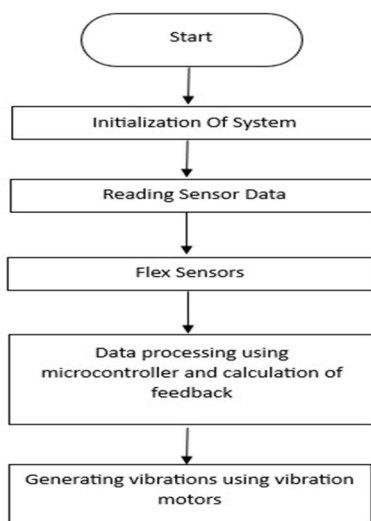 Start
Initialization Of System
Reading Sensor Data
Flex Sensors
Data processing using
microcontroller and calculation of
feedback
Generating vibrations using vibration
motors